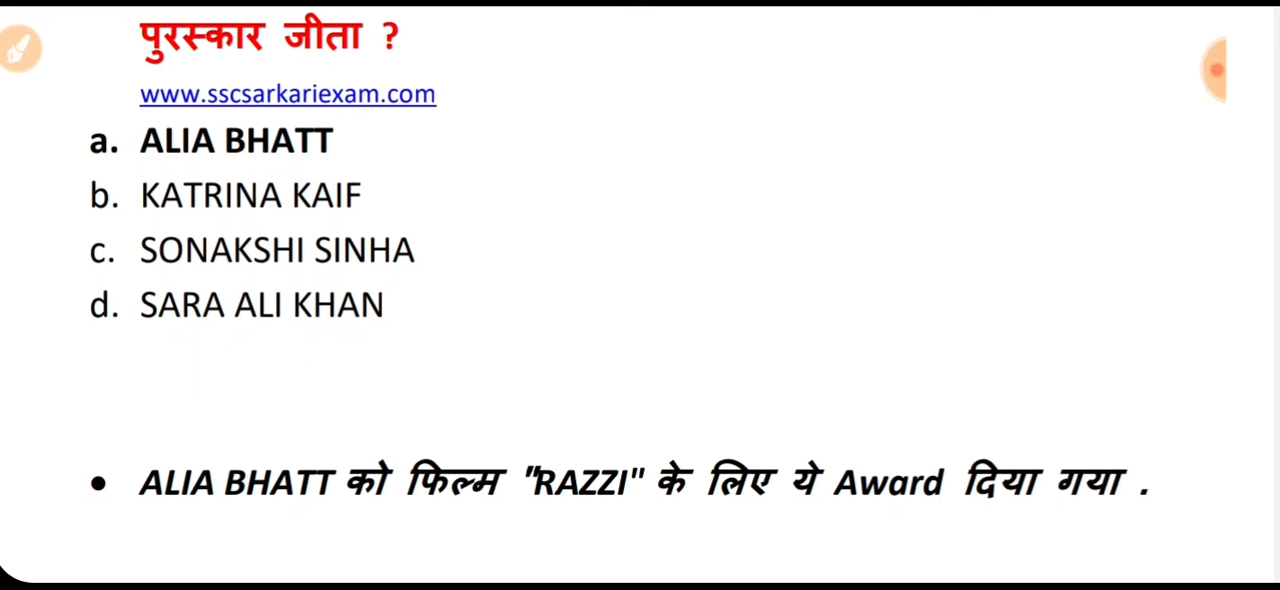 पुरस्कार जीता ?
www.sscsarkariexam.com
a. ALIA BHATT
b. KATRINA KAIF
c. SONAKSHI SINHA
d. SARA ALI KHAN
• ALIA BHATT को फिल्म "RAZZI" के लिए ये Award दिया गया .